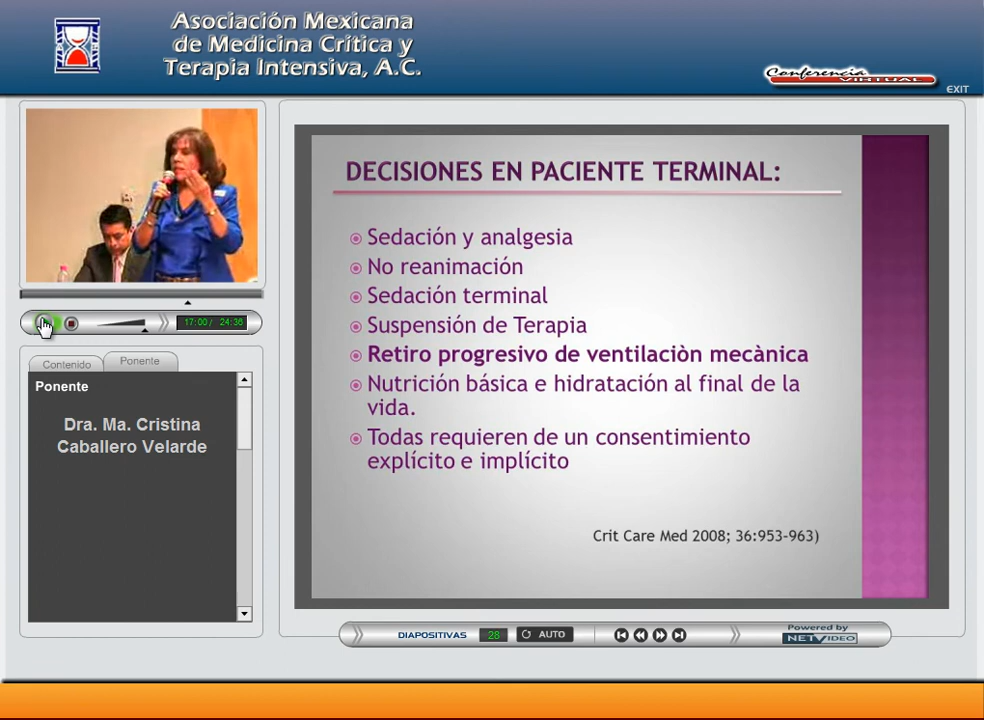 Asociación Mexicana
de Medicina Crítica y
Terapia Intensiva, A.C.
Conferencia
VIRTUAL
EXIT
17:00 / 24:36
Contenido
Ponente
Ponente
Dra. Ma. Cristina
Caballero Velarde
DECISIONES EN PACIENTE TERMINAL:
Sedación y analgesia
No reanimación
Sedación terminal
Suspensión de Terapia
Retiro progresivo de ventilaciòn mecànica
Nutrición básica e hidratación al final de la
vida.
Todas requieren de un consentimiento
explícito e implícito
Crit Care Med 2008; 36:953-963)
DIAPOSITIVAS
28
AUTO
Powered by
NETVIDEO